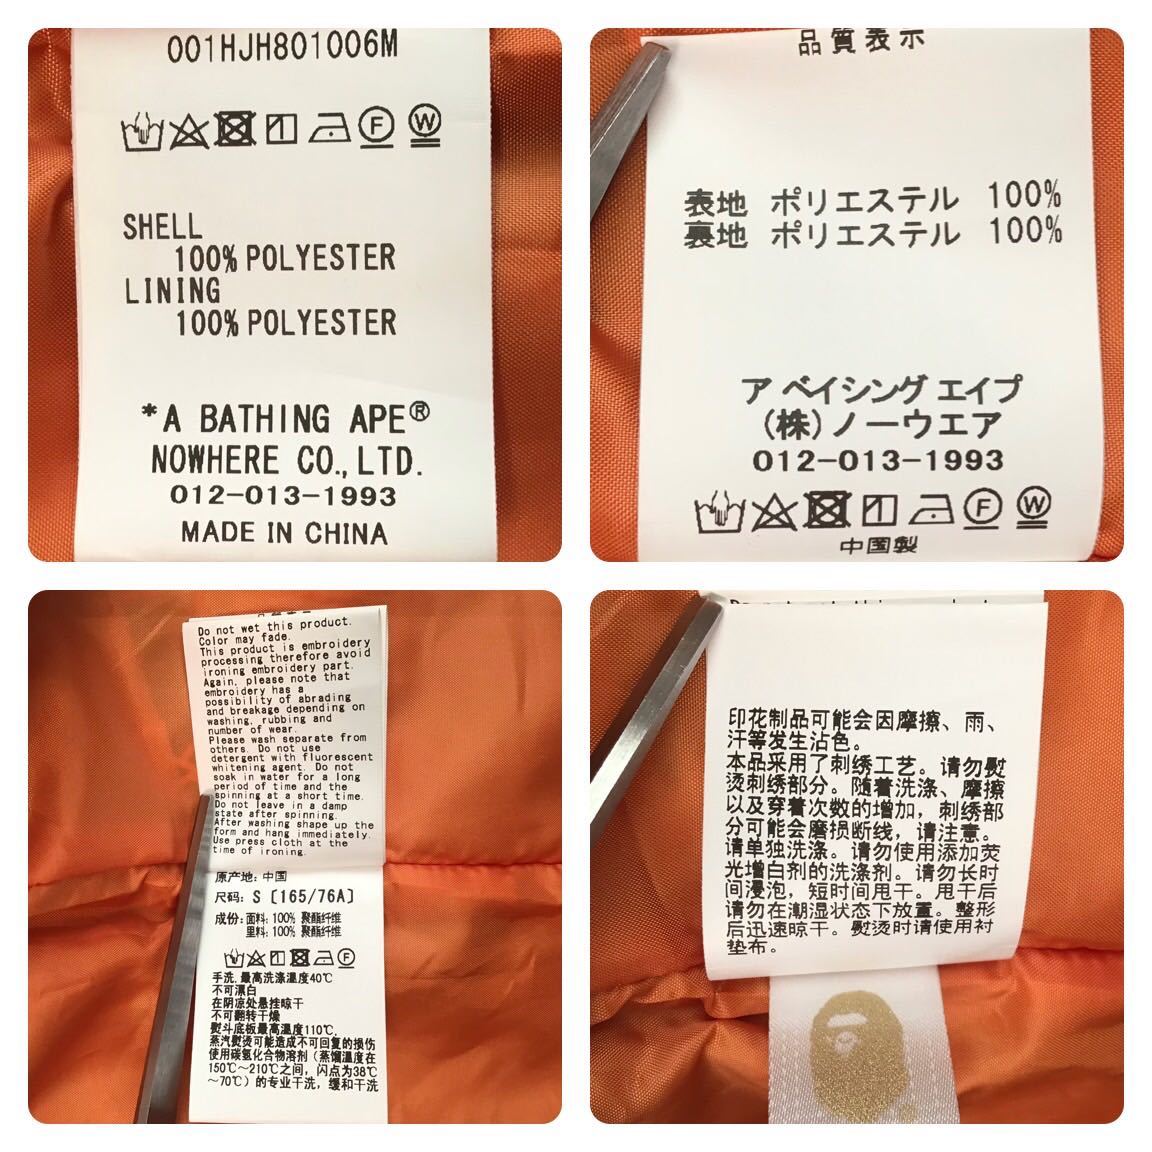 001HJH801006M
F
W
SHELL
100% POLYESTER
LINING
100% POLYESTER
*A BATHING APE®
NOWHERE CO., LTD.
012-013-1993
MADE IN CHINA
品質表示
表地 ポリエステル 100%
裏地 ポリエステル 100%
ア ベイシング エイプ
(株)ノーウエア
012-013-1993
F
W
中国製
Do not wet this product.
Color may fade.
This product is embroidery
processing therefore avoid
ironing embroidery part.
Again, please note that
embroidery has a
possibility of abrading
and breakage depending on
washing, rubbing and
number of wear.
Please wash separate from
others. Do not use
detergent with fluorescent
whitening agent. Do not
soak in water for a long
period of time and the
spinning at a short time.
Do not leave in a damp
state after spinning.
After washing shape up the
form and hang immediately.
Use press cloth at the
time of ironing.
原产地: 中国
尺码: S [165/76A]
成份: 面料: 100% 聚酯纤维
里料: 100% 聚酯纤维
F
手洗,最高洗涤温度40℃
不可漂白
在阴凉处悬挂晾干
不可翻转干燥
熨斗底板最高温度110℃,
蒸汽熨烫可能造成不可回复的损伤
使用碳氢化合物溶剂(蒸馏温度在
150℃~210℃之间, 闪点为38℃
~70℃)的专业干洗, 缓和干洗
印花制品可能会因摩擦、雨、
汗等发生沾色。
本品采用了刺绣工艺。请勿熨
烫刺绣部分。随着洗涤、摩擦
以及穿着次数的增加, 刺绣部
分可能会磨损断线, 请注意。
请单独洗涤。请勿使用添加荧
光增白剂的洗涤剂。请勿长时
间浸泡, 短时间甩干。甩干后
请勿在潮湿状态下放置。整形
后迅速晾干。熨烫时请使用衬
垫布。